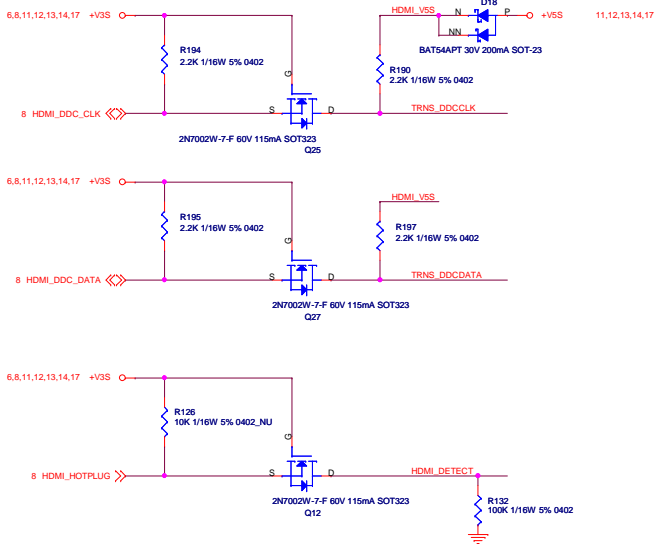 D18
6,8,11,12,13,14,17 +V3S
HDMI_V5S
N
P
+V5S
11,12,13,14,17
NN
BAT54APT 30V 200mA SOT-23
R194
2.2K 1/16W 5% 0402
G
R190
2.2K 1/16W 5% 0402
8 HDMI_DDC_CLK
S
D
TRNS_DDCCLK
2N7002W-7-F 60V 115mA SOT323
Q25
6,8,11,12,13,14,17 +V3S
HDMI_V5S
R195
2.2K 1/16W 5% 0402
G
R197
2.2K 1/16W 5% 0402
8 HDMI_DDC_DATA
S
D
TRNS_DDCDATA
2N7002W-7-F 60V 115mA SOT323
Q27
6,8,11,12,13,14,17 +V3S
R126
10K 1/16W 5% 0402_NU
G
8 HDMI_HOTPLUG
S
D
HDMI_DETECT
2N7002W-7-F 60V 115mA SOT323
Q12
R132
100K 1/16W 5% 0402